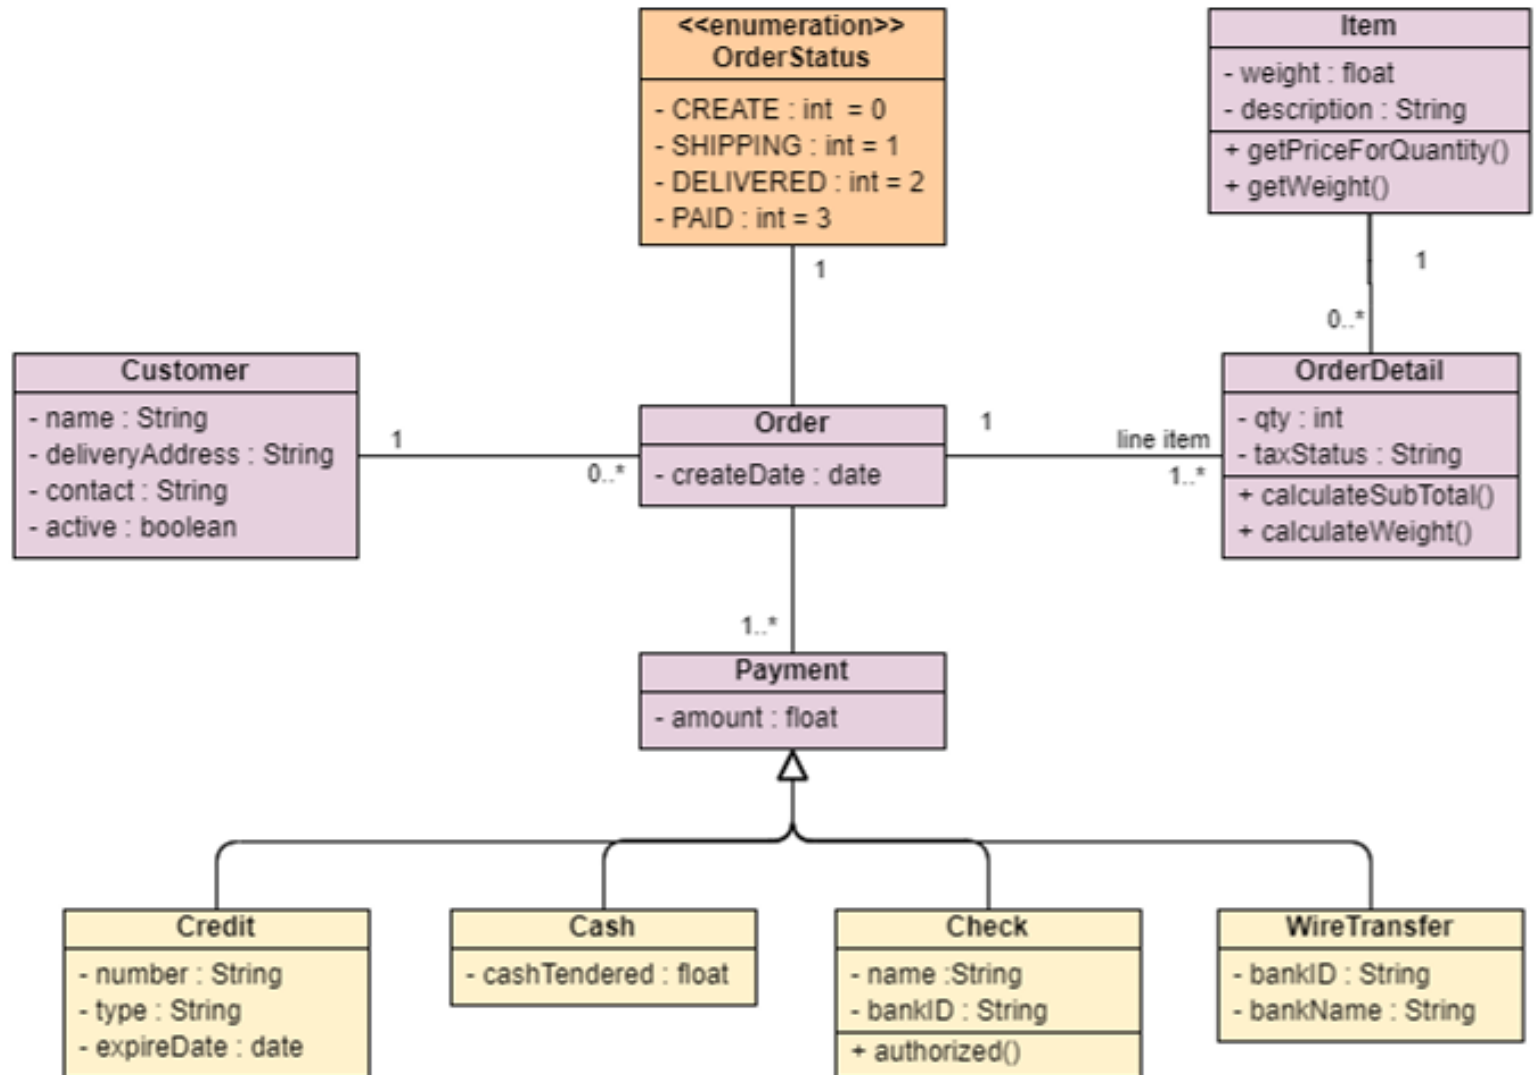 <<enumeration>>
OrderStatus
- CREATE : int  = 0
- SHIPPING : int = 1
- DELIVERED : int = 2
- PAID : int = 3
Item
- weight : float
- description : String
+ getPriceForQuantity()
+ getWeight()
1
1
0..*
Customer
- name : String
- deliveryAddress : String
- contact : String
- active : boolean
1
0..*
Order
- createDate : date
1
line item
1..*
OrderDetail
- qty : int
- taxStatus : String
+ calculateSubTotal()
+ calculateWeight()
1..*
Payment
- amount : float
Credit
- number : String
- type : String
- expireDate : date
Cash
- cashTendered : float
Check
- name :String
- bankID : String
+ authorized()
WireTransfer
- bankID : String
- bankName : String